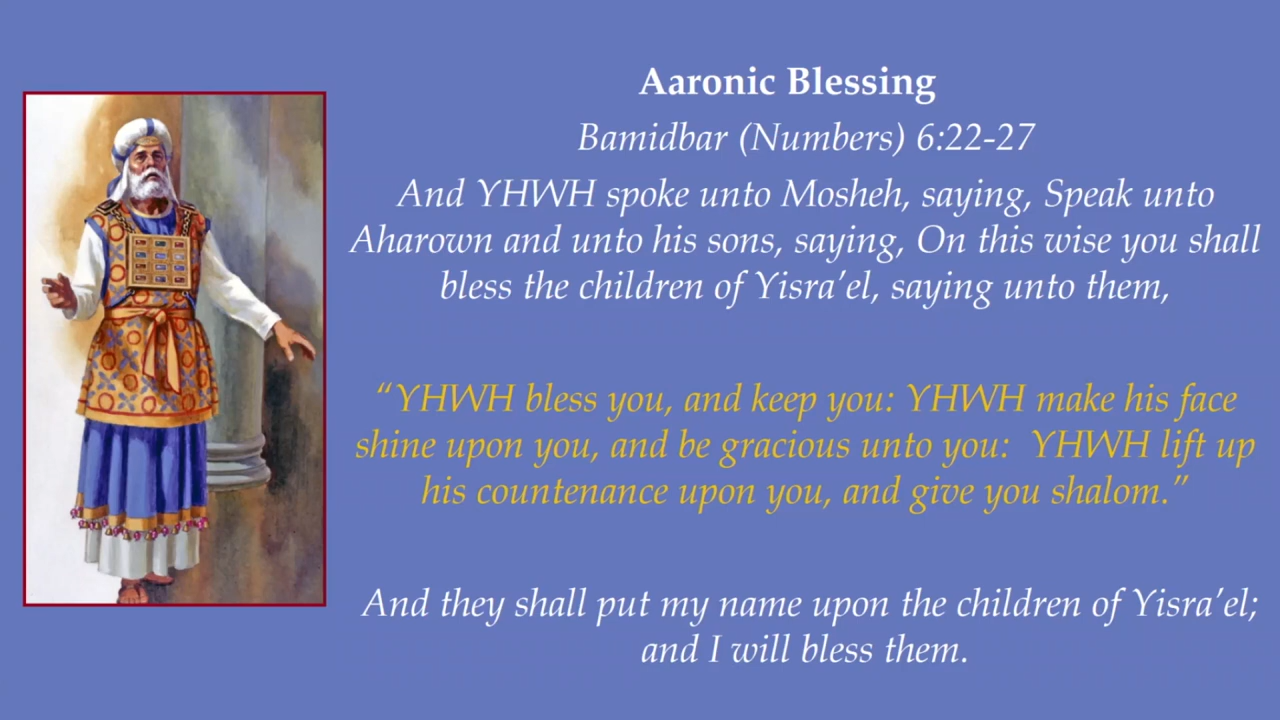 Aaronic Blessing
Bamidbar (Numbers) 6:22-27
And YHWH spoke unto Mosheh, saying, Speak unto
Aharown and unto his sons, saying, On this wise you shall
bless the children of Yisra’el, saying unto them,
“YHWH bless you, and keep you: YHWH make his face
shine upon you, and be gracious unto you:  YHWH lift up
his countenance upon you, and give you shalom.”
And they shall put my name upon the children of Yisra’el;
and I will bless them.